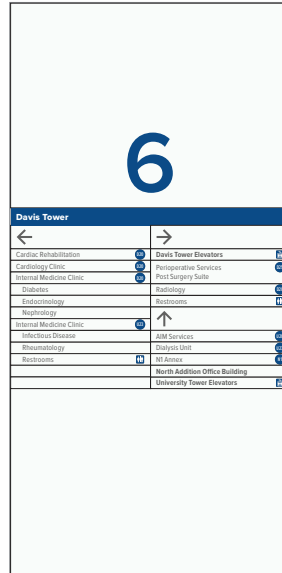 6
Davis Tower
←
Cardiac Rehabilitation
Cardiology Clinic
Internal Medicine Clinic
Diabetes
Endocrinology
Nephrology
Internal Medicine Clinic
Infectious Disease
Rheumatology
Restrooms
→
Davis Tower Elevators
Perioperative Services
Post Surgery Suite
Radiology
Restrooms
↑
AIM Services
Dialysis Unit
N1 Annex
North Addition Office Building
University Tower Elevators